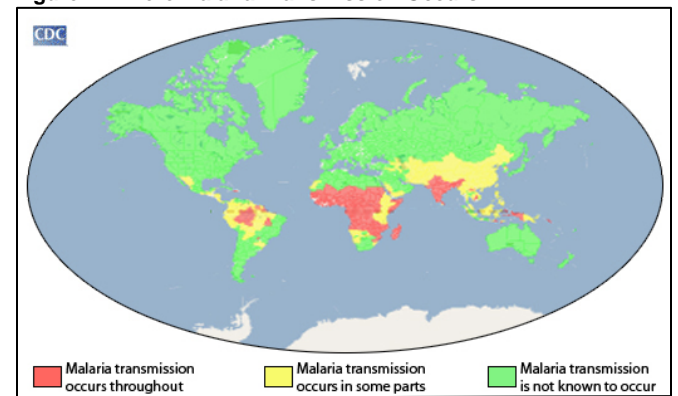 CDC
Malaria transmission
occurs throughout
Malaria transmission
occurs in some parts
Malaria transmission
is not known to occur